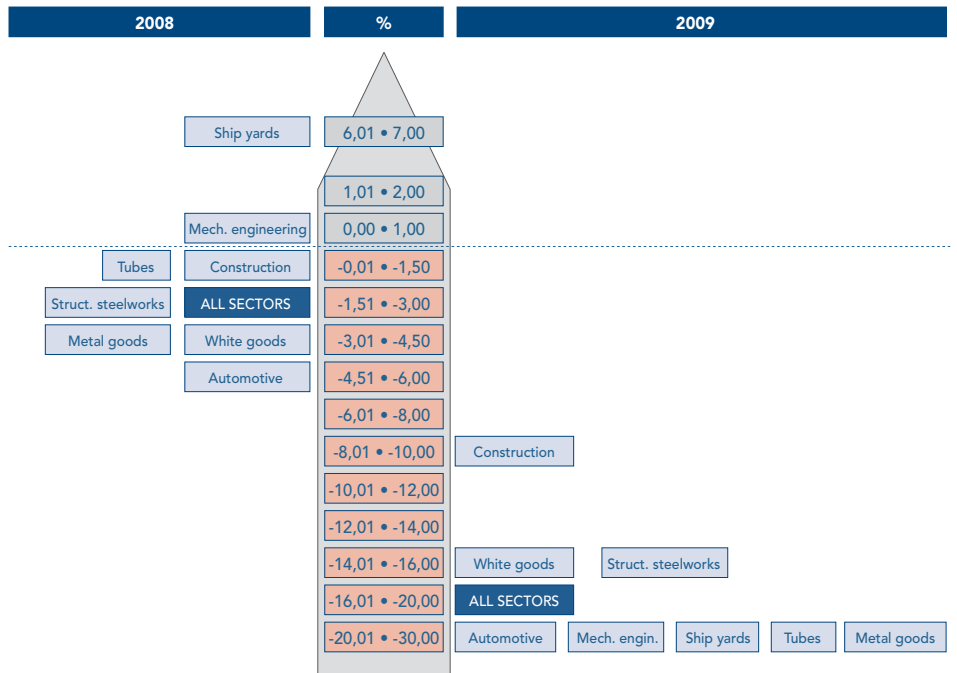 2008 % 2009
Ship yards 6,01 • 7,00
1,01 • 2,00
Mech. engineering 0,00 • 1,00
Tubes Construction -0,01 • -1,50
Struct. steelworks ALL SECTORS -1,51 • -3,00
Metal goods White goods -3,01 • -4,50
Automotive -4,51 • -6,00
-6,01 • -8,00
-8,01 • -10,00 Construction
-10,01 • -12,00
-12,01 • -14,00
-14,01 • -16,00 White goods Struct. steelworks
-16,01 • -20,00 ALL SECTORS
-20,01 • -30,00 Automotive Mech. engin. Ship yards Tubes Metal goods